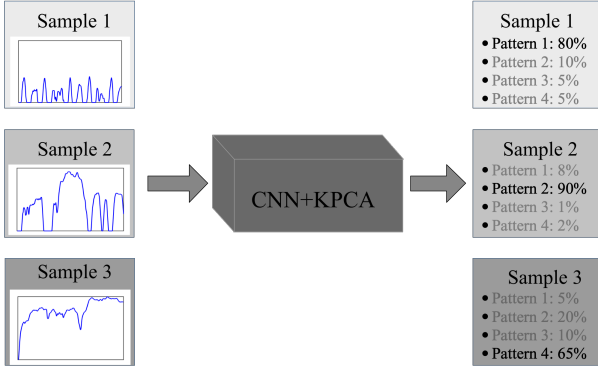 Sample 1
Sample 2
Sample 3
CNN+KPCA
Sample 1
• Pattern 1: 80%
• Pattern 2: 10%
• Pattern 3: 5%
• Pattern 4: 5%
Sample 2
• Pattern 1: 8%
• Pattern 2: 90%
• Pattern 3: 1%
• Pattern 4: 2%
Sample 3
• Pattern 1: 5%
• Pattern 2: 20%
• Pattern 3: 10%
• Pattern 4: 65%